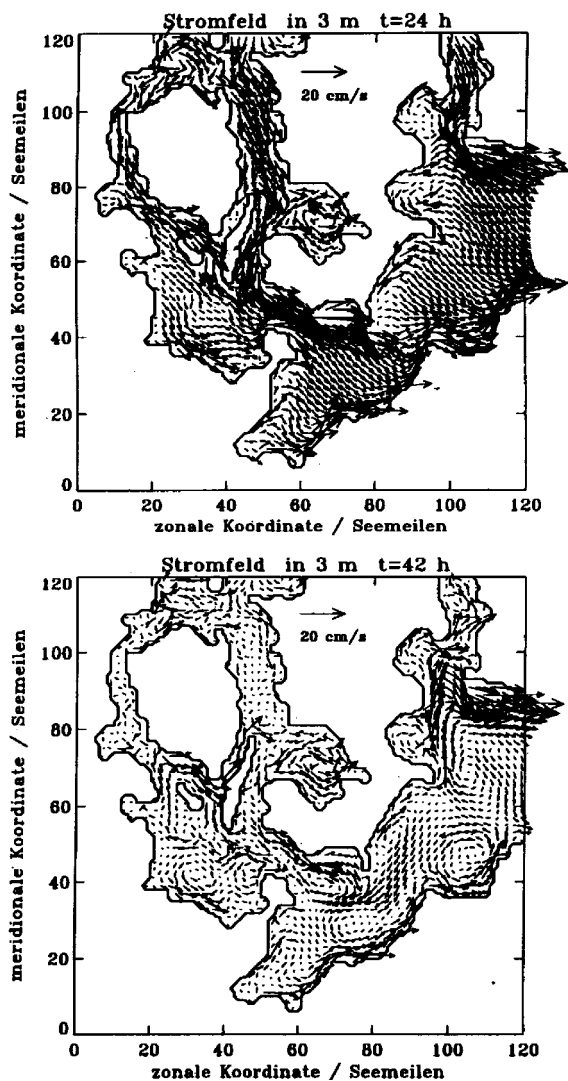 Stromfeld in 3 m t=24 h
120
100
80
60
40
20
0
20 cm/s
0 20 40 60 80 100 120
meridionale Koordinate / Seemeilen
zonale Koordinate / Seemeilen
Stromfeld in 3 m t=42 h
120
100
80
60
40
20
0
20 cm/s
0 20 40 60 80 100 120
meridionale Koordinate / Seemeilen
zonale Koordinate / Seemeilen